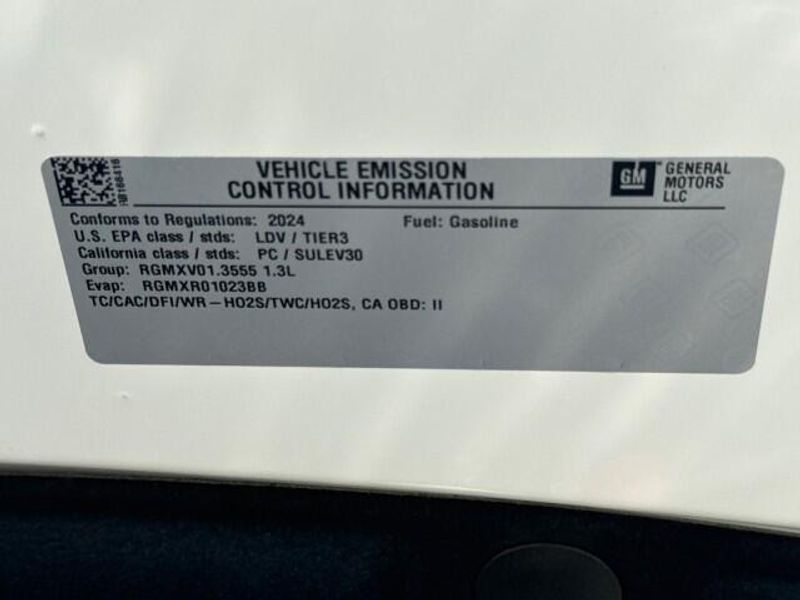 VEHICLE EMISSION
CONTROL INFORMATION
GM
GENERAL
MOTORS
LLC
Conforms to Regulations: 2024
Fuel: Gasoline
U.S. EPA class / stds: LDV / TIER3
California class / stds: PC / SULEV30
Group: RGMXV01.3555 1.3L
Evap: RGMXR01023BB
TC/CAC/DFI/WR-HO2S/TWC/HO2S, CA OBD: II